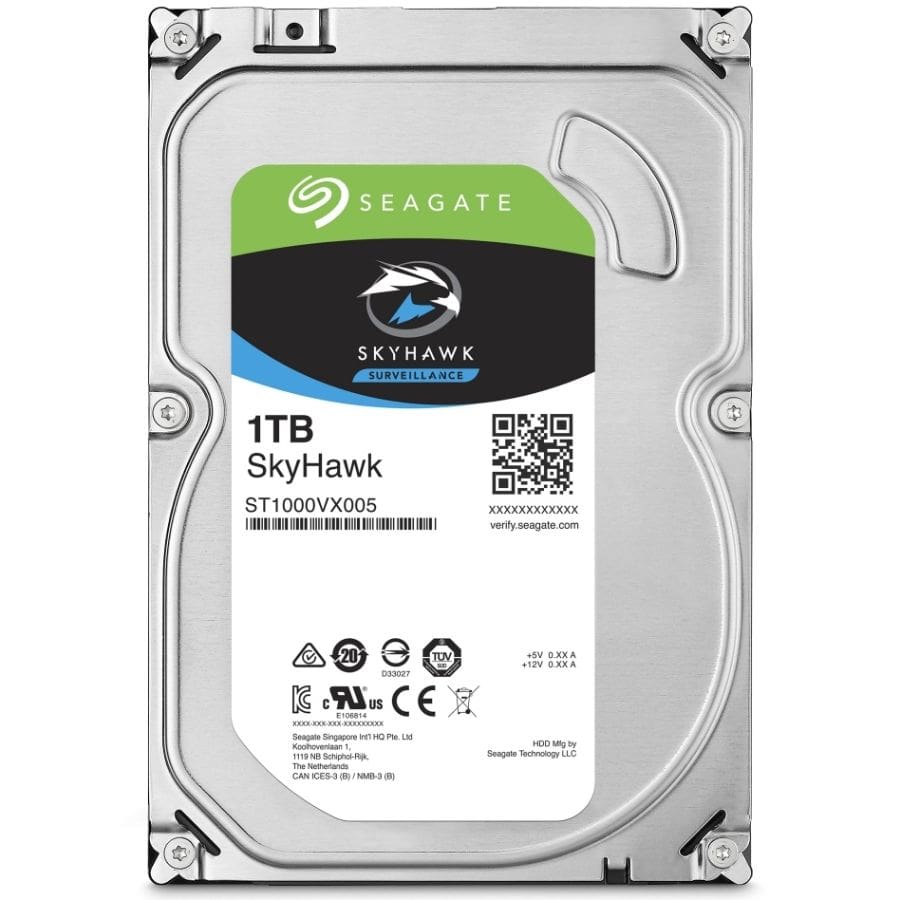 SEAGATE
SKYHAWK
SURVEILLANCE
1TB
SkyHawk
ST1000VX005
XXXXXXXXXXXX
verify.seagate.com
20
D33027
TÜV
SÜD
+5V 0.XX A
+12V 0.XX A
c RU US
CE
E106814
XXXX-XXX-XXX-XXXXXXXXX
Seagate Singapore Int'l HQ Pte. Ltd
Koolhovenlaan 1,
1119 NB Schiphol-Rijk,
The Netherlands
CAN ICES-3 (B) / NMB-3 (B)
HDD Mfg by
Seagate Technology LLC